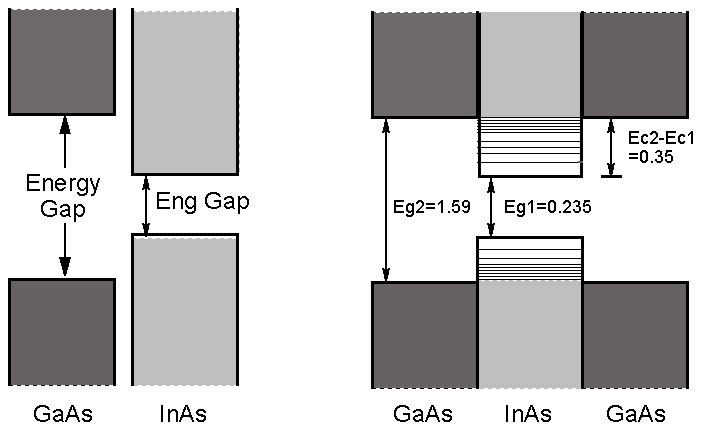 Energy
Gap
Eng Gap
GaAs
InAs
Ec2-Ec1
=0.35
Eg2=1.59
Eg1=0.235
GaAs
InAs
GaAs